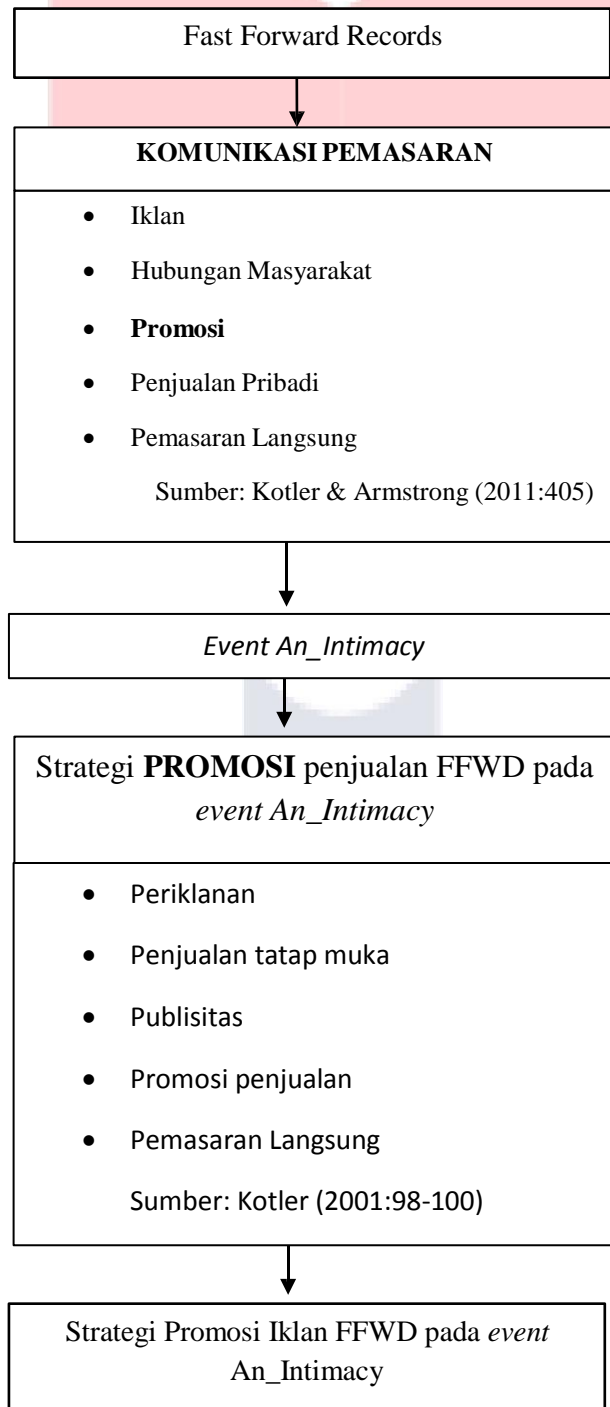 Fast Forward Records
KOMUNIKASI PEMASARAN
• Iklan
• Hubungan Masyarakat
• Promosi
• Penjualan Pribadi
• Pemasaran Langsung
Sumber: Kotler & Armstrong (2011:405)
Event An_Intimacy
Strategi PROMOSI penjualan FFWD pada
event An_Intimacy
• Periklanan
• Penjualan tatap muka
• Publisitas
• Promosi penjualan
• Pemasaran Langsung
Sumber: Kotler (2001:98-100)
Strategi Promosi Iklan FFWD pada event
An_Intimacy